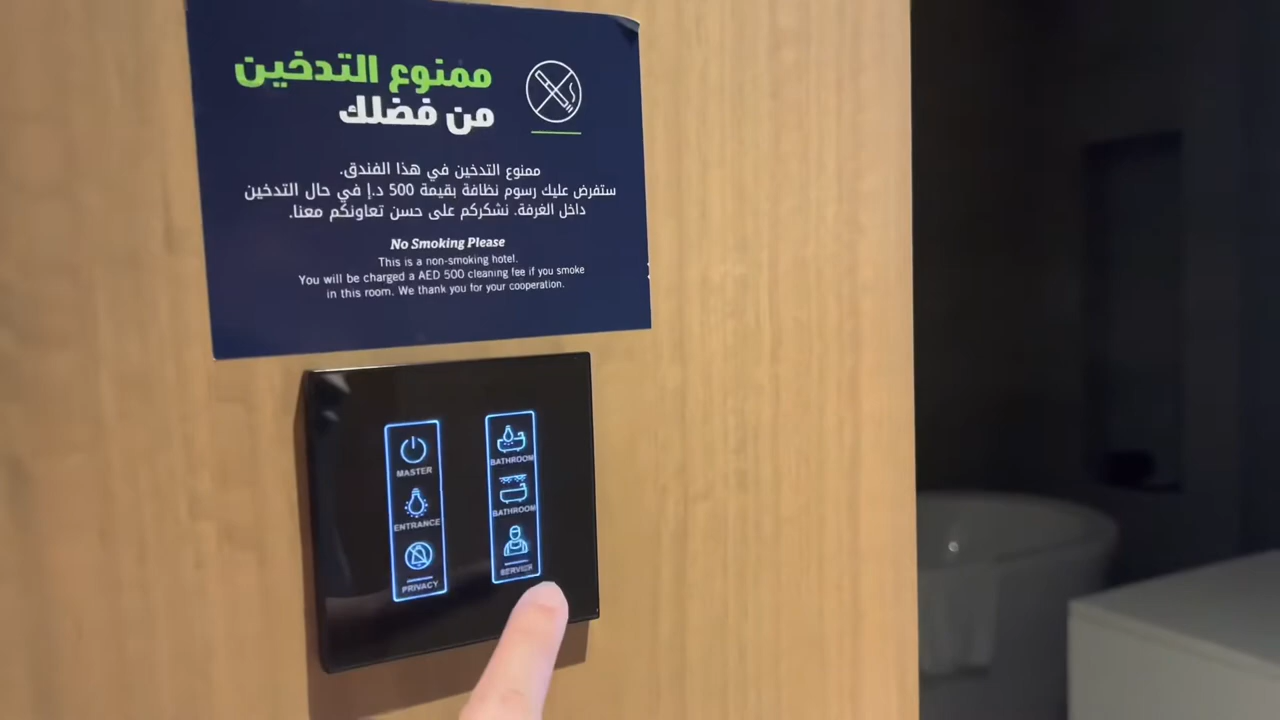 ممنوع التدخين
من فضلك
ممنوع التدخين في هذا الفندق.
ستفرض عليك رسوم نظافة بقيمة 500 د.إ في حال التدخين
داخل الغرفة. نشكركم على حسن تعاونكم معنا.
No Smoking Please
This is a non-smoking hotel.
You will be charged a AED 500 cleaning fee if you smoke
in this room. We thank you for your cooperation.
MASTER
ENTRANCE
PRIVACY
BATHROOM
BATHROOM